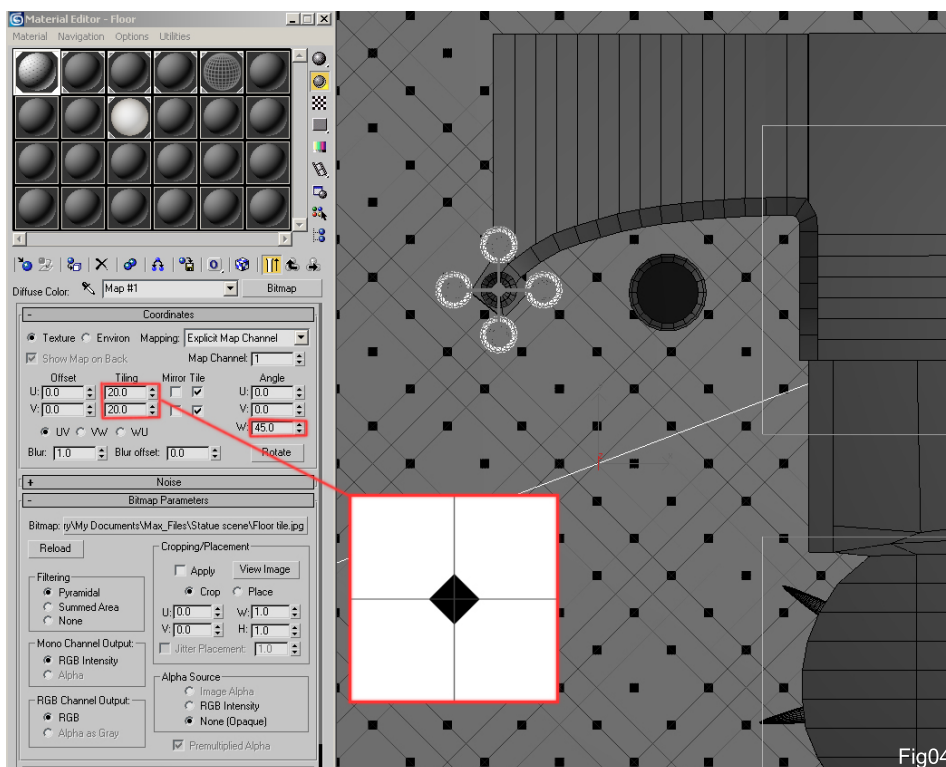 Material Editor - Floor
Material Navigation Options Utilities
Diffuse Color: Map #1 Bitmap
- Coordinates
Texture Environ Mapping: Explicit Map Channel
Show Map on Back Map Channel: 1
Offset Tiling Mirror Tile Angle
U: 0.0 20.0 U: 0.0
V: 0.0 20.0 V: 0.0
W: 45.0
UV VW WU
Blur: 1.0 Blur offset: 0.0 Rotate
+ Noise
- Bitmap Parameters
Bitmap: ry\My Documents\Max_Files\Statue scene\Floor tile.jpg
Reload
Cropping/Placement
Apply View Image
Crop Place
U: 0.0 W: 1.0
V: 0.0 H: 1.0
Jitter Placement: 1.0
Filtering
Pyramidal
Summed Area
None
Mono Channel Output:
RGB Intensity
Alpha
RGB Channel Output:
RGB
Alpha as Gray
Alpha Source
Image Alpha
RGB Intensity
None (Opaque)
Premultiplied Alpha
Fig04